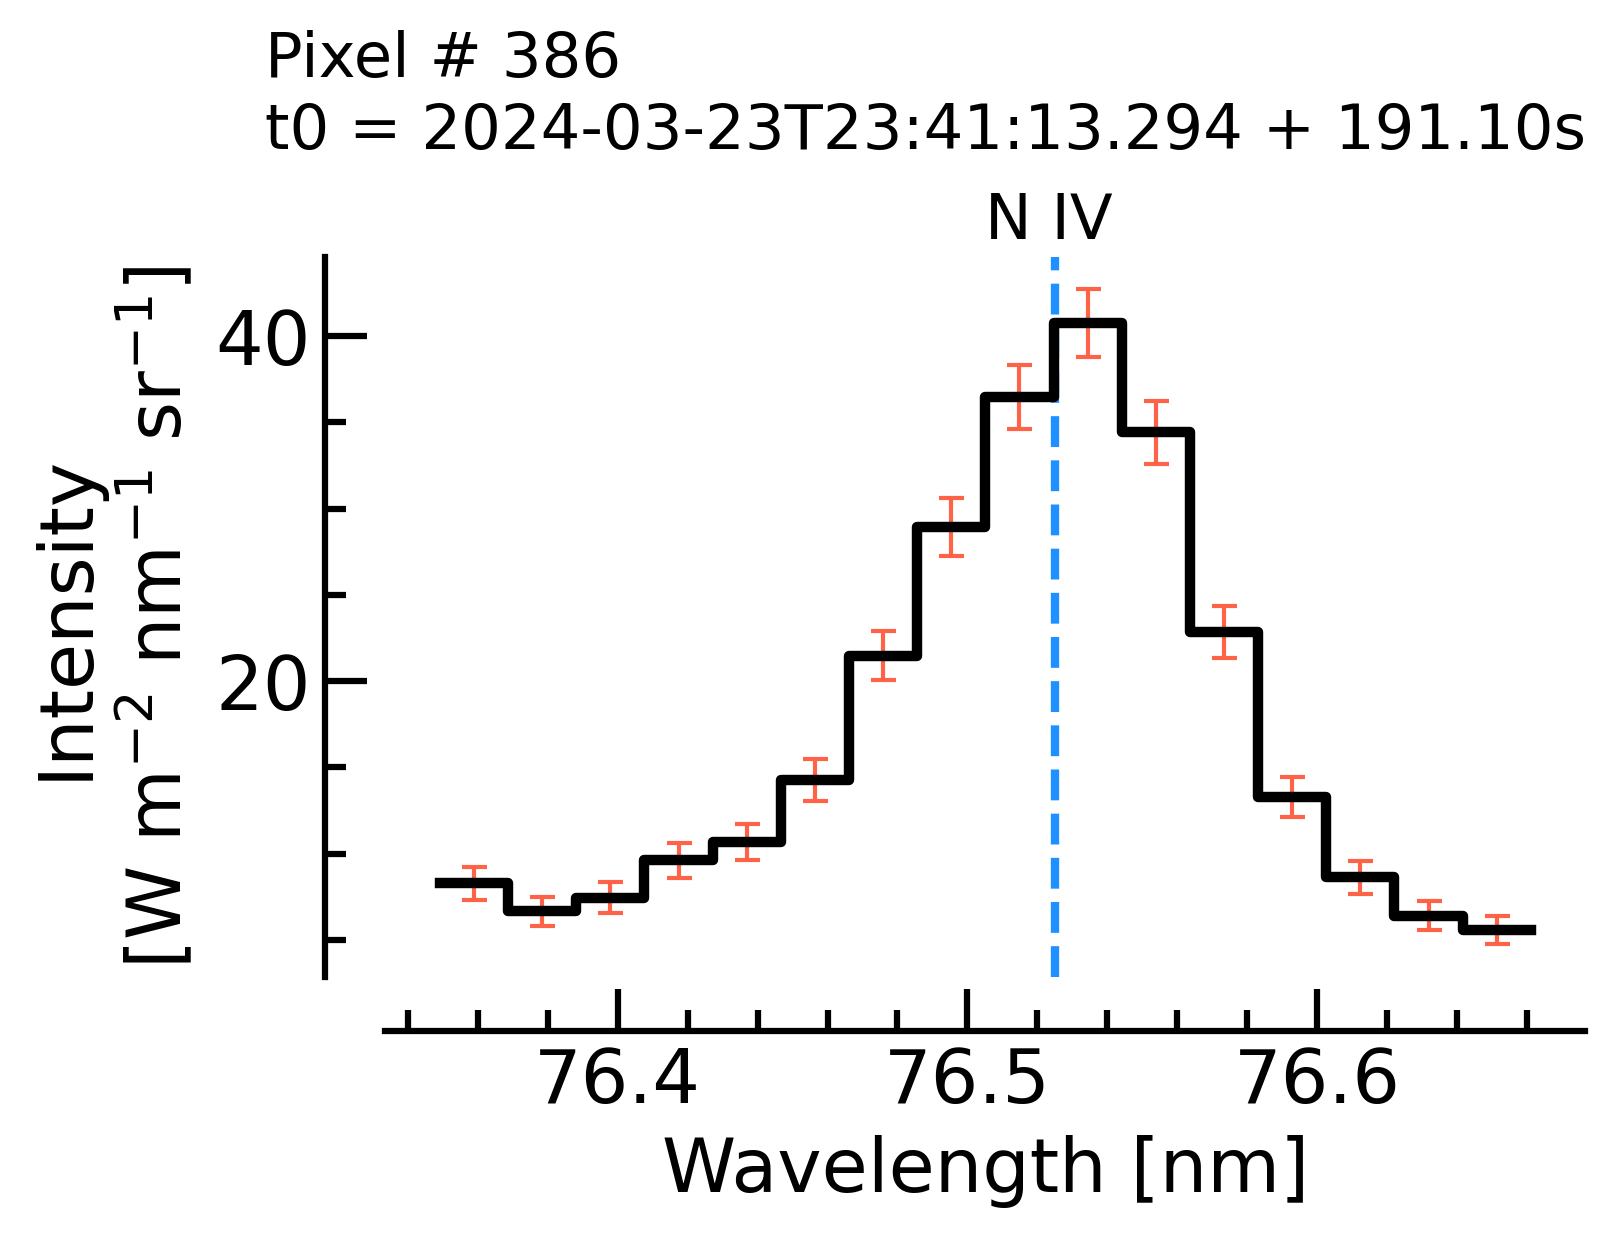 Pixel # 386
t0 = 2024-03-23T23:41:13.294 + 191.10s
N IV
Intensity
[W m⁻² nm⁻¹ sr⁻¹]
40
20
76.4 76.5 76.6
Wavelength [nm]